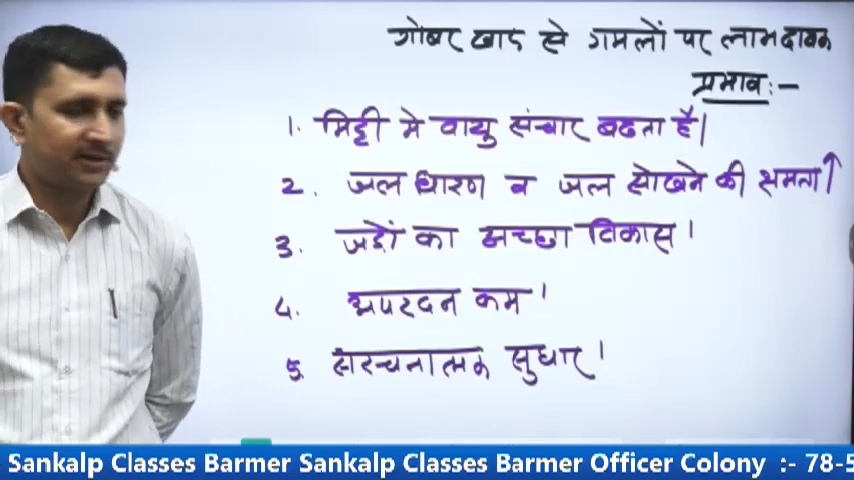 गोबर खाद से गमलों पर लाभदायक
प्रभाव :-
1. मिट्टी मे वायु संचार बढता है।
2. जल धारण व जल सोखने की क्षमता ↑
3. जड़ों का अच्छा विकास।
4. अपरदन कम।
5. संरचनात्मक सुधार।
Sankalp Classes Barmer Sankalp Classes Barmer Officer Colony :- 78-5